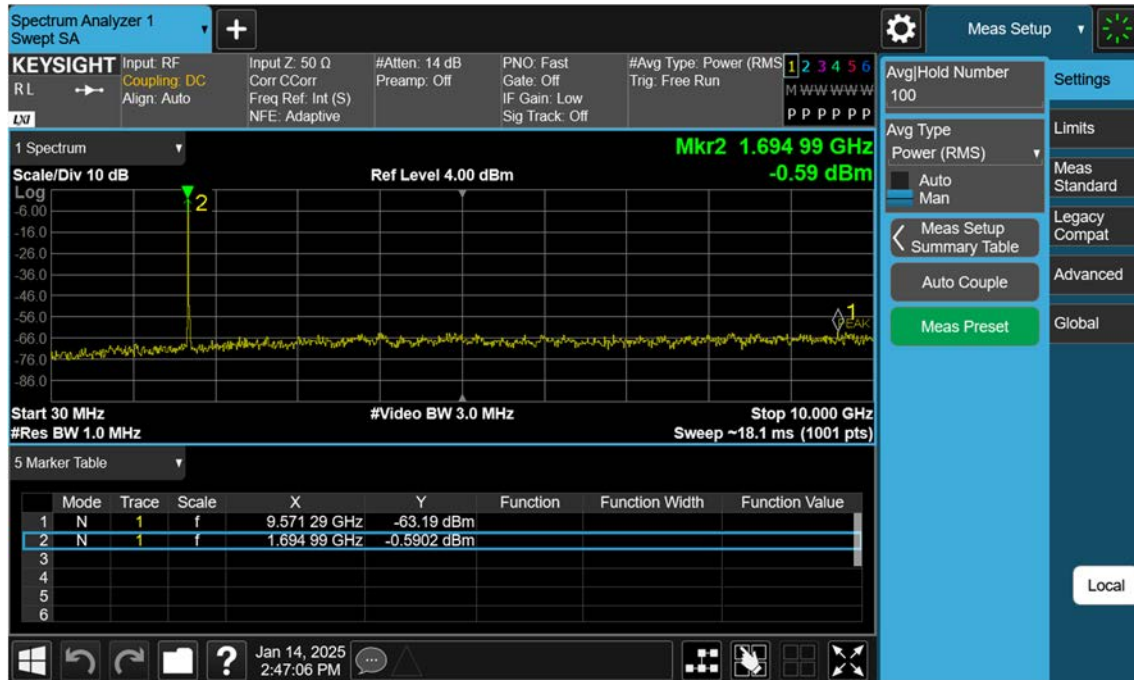 Spectrum Analyzer 1
Swept SA
+
Meas Setup
KEYSIGHT
RL
LXI
Input: RF
Coupling: DC
Align: Auto
Input Z: 50 Ω
Corr CCorr
Freq Ref: Int (S)
NFE: Adaptive
#Atten: 14 dB
Preamp: Off
PNO: Fast
Gate: Off
IF Gain: Low
Sig Track: Off
#Avg Type: Power (RMS)
Trig: Free Run
1 2 3 4 5 6
M W W W W W
P P P P P P
1 Spectrum
Mkr2 1.694 99 GHz
Scale/Div 10 dB
Ref Level 4.00 dBm
-0.59 dBm
Log
2
-6.00
-16.0
-26.0
-36.0
-46.0
-56.0
1
PEAK
-66.0
-76.0
-86.0
Start 30 MHz
#Video BW 3.0 MHz
Stop 10.000 GHz
#Res BW 1.0 MHz
Sweep ~18.1 ms (1001 pts)
5 Marker Table
Mode Trace Scale X Y Function Function Width Function Value
1 N 1 f 9.571 29 GHz -63.19 dBm
2 N 1 f 1.694 99 GHz -0.5902 dBm
3
4
5
6
Avg|Hold Number
100
Avg Type
Power (RMS)
Auto
Man
Meas Setup
Summary Table
Auto Couple
Meas Preset
Settings
Limits
Meas
Standard
Legacy
Compat
Advanced
Global
Local
?
Jan 14, 2025
2:47:06 PM